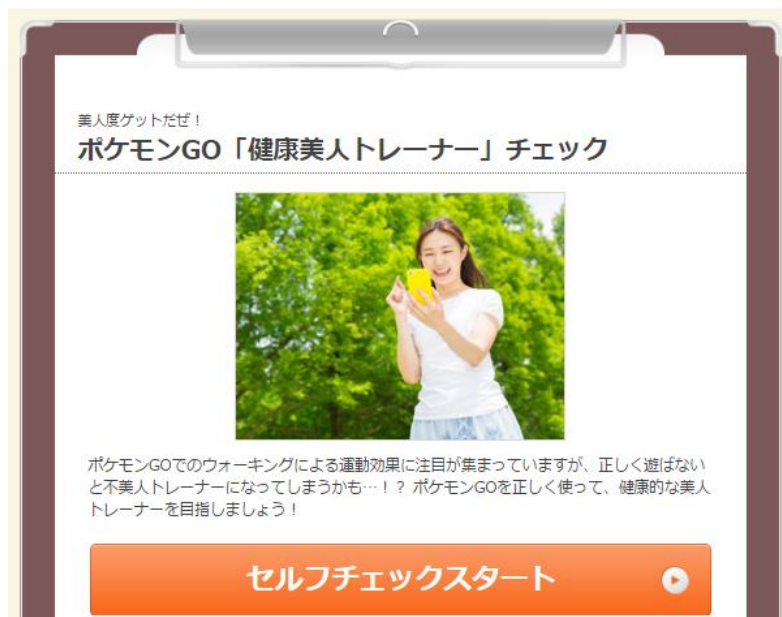 美人度ゲットだぜ！
ポケモンGO「健康美人トレーナー」チェック
ポケモンGOでのウォーキングによる運動効果に注目が集まっていますが、正しく遊ばない
と不美人トレーナーになってしまうかも…！？ ポケモンGOを正しく使って、健康的な美人
トレーナーを目指しましょう！
セルフチェックスタート